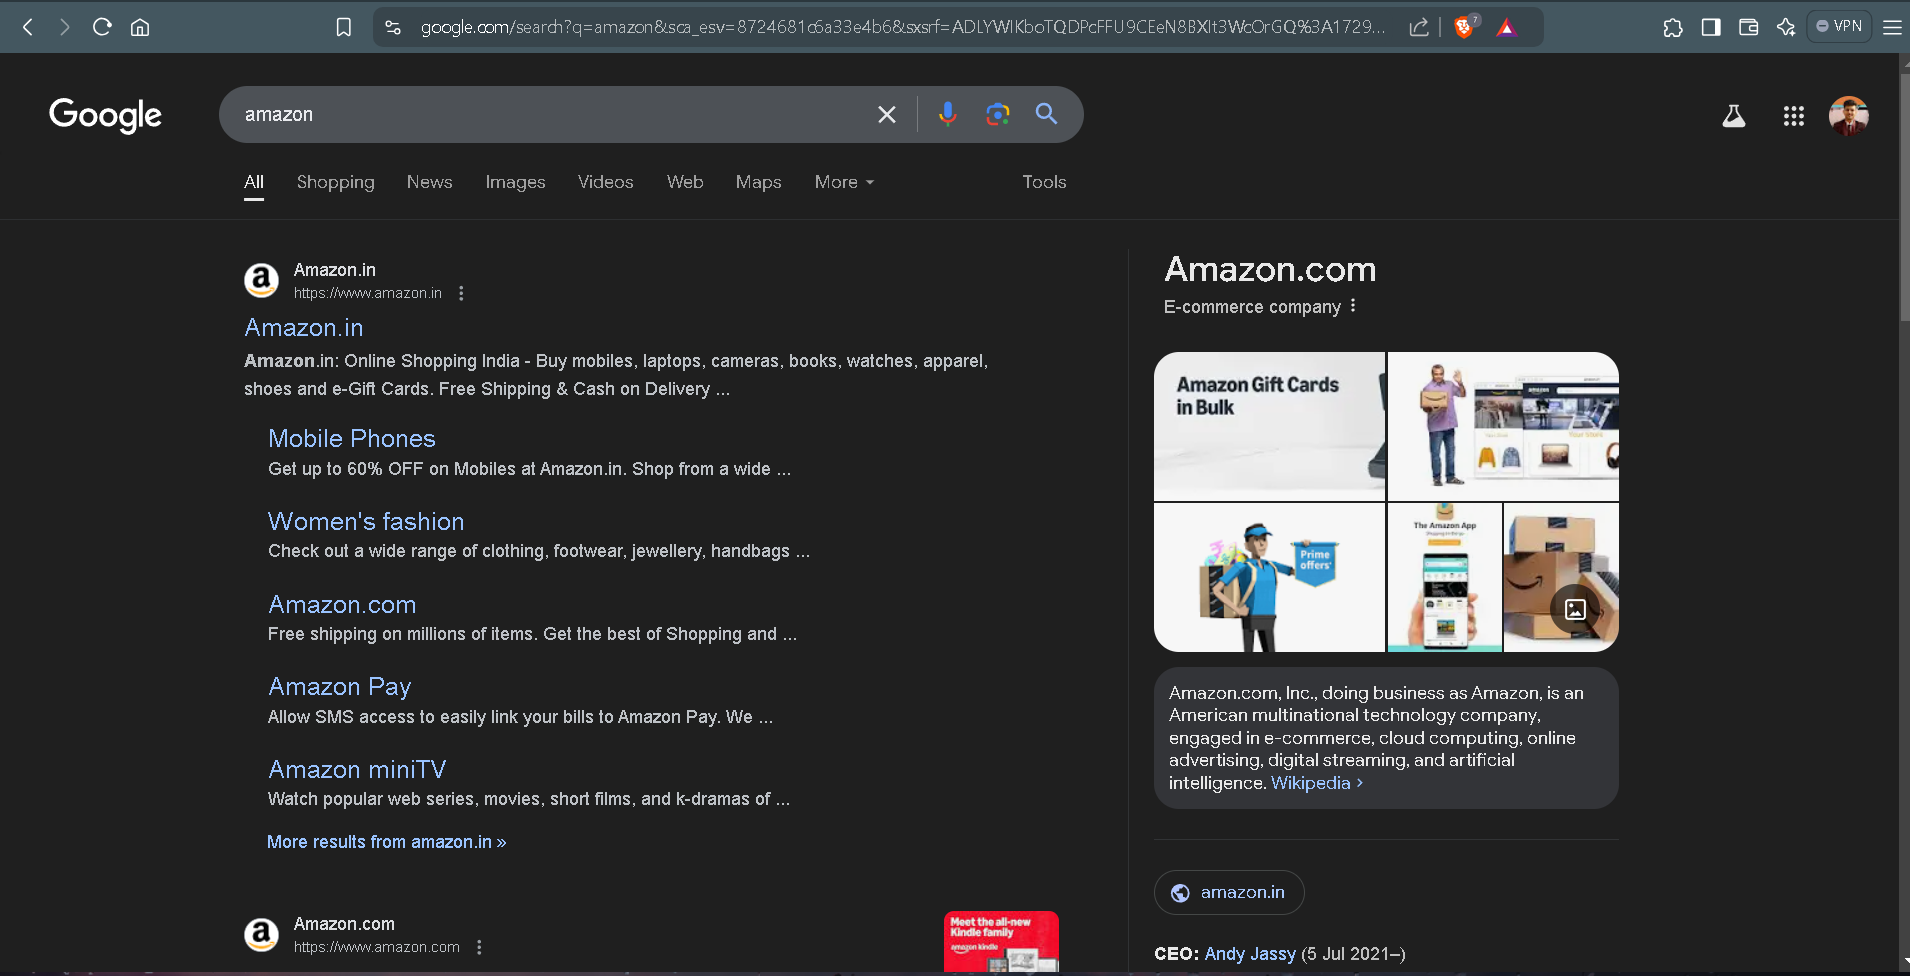 google.com/search?q=amazon&sca_esv=8724681c6a33e4b6&sxsrf=ADLYWIKboTQDPcFFU9CEeN8BXIt3WcOrGQ%3A1729...
7
VPN
Google
amazon
All
Shopping
News
Images
Videos
Web
Maps
More
Tools
Amazon.in
https://www.amazon.in
Amazon.in
Amazon.in: Online Shopping India - Buy mobiles, laptops, cameras, books, watches, apparel,
shoes and e-Gift Cards. Free Shipping & Cash on Delivery ...
Mobile Phones
Get up to 60% OFF on Mobiles at Amazon.in. Shop from a wide ...
Women's fashion
Check out a wide range of clothing, footwear, jewellery, handbags ...
Amazon.com
Free shipping on millions of items. Get the best of Shopping and ...
Amazon Pay
Allow SMS access to easily link your bills to Amazon Pay. We ...
Amazon miniTV
Watch popular web series, movies, short films, and k-dramas of ...
More results from amazon.in »
Amazon.com
https://www.amazon.com
Meet the all-new
Kindle family
amazon kindle
Amazon.com
E-commerce company
Amazon Gift Cards
in Bulk
Prime
offers*
The Amazon App
Amazon.com, Inc., doing business as Amazon, is an
American multinational technology company,
engaged in e-commerce, cloud computing, online
advertising, digital streaming, and artificial
intelligence. Wikipedia ›
amazon.in
CEO: Andy Jassy (5 Jul 2021–)